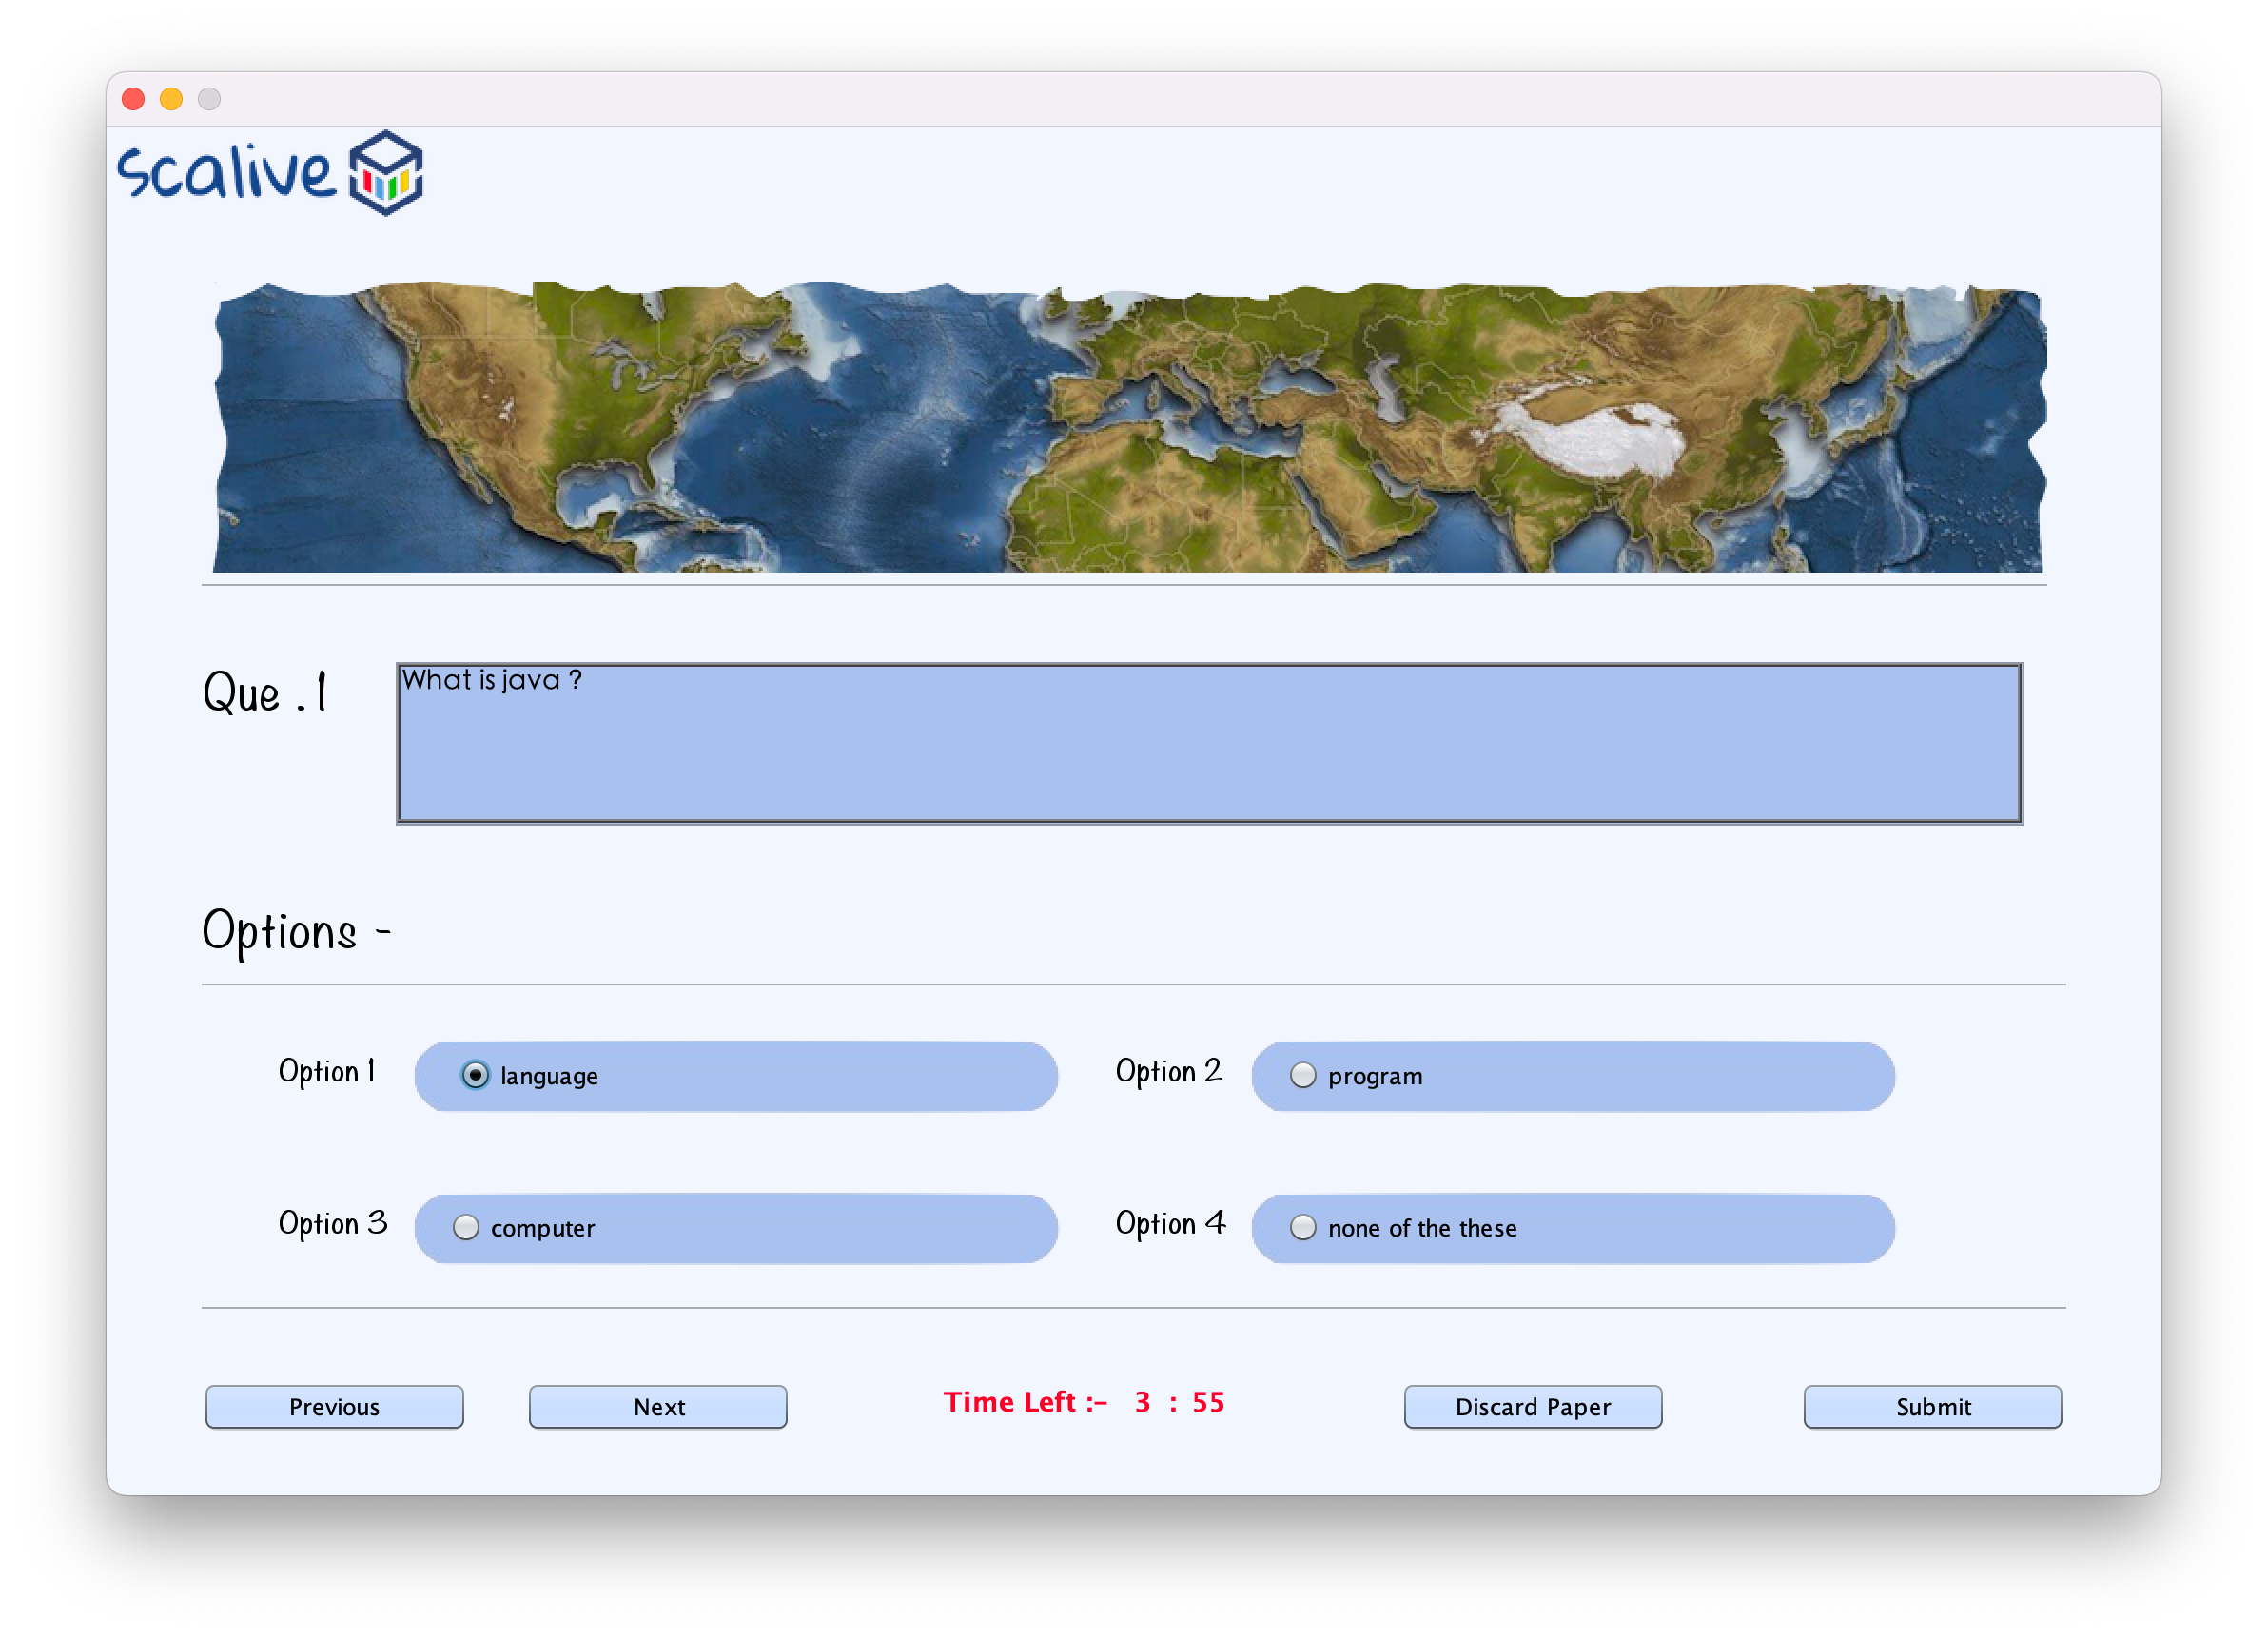 scalive
Que . 1
What is java ?
Options -
Option 1 language
Option 2 program
Option 3 computer
Option 4 none of the these
Previous
Next
Time Left :- 3 : 55
Discard Paper
Submit